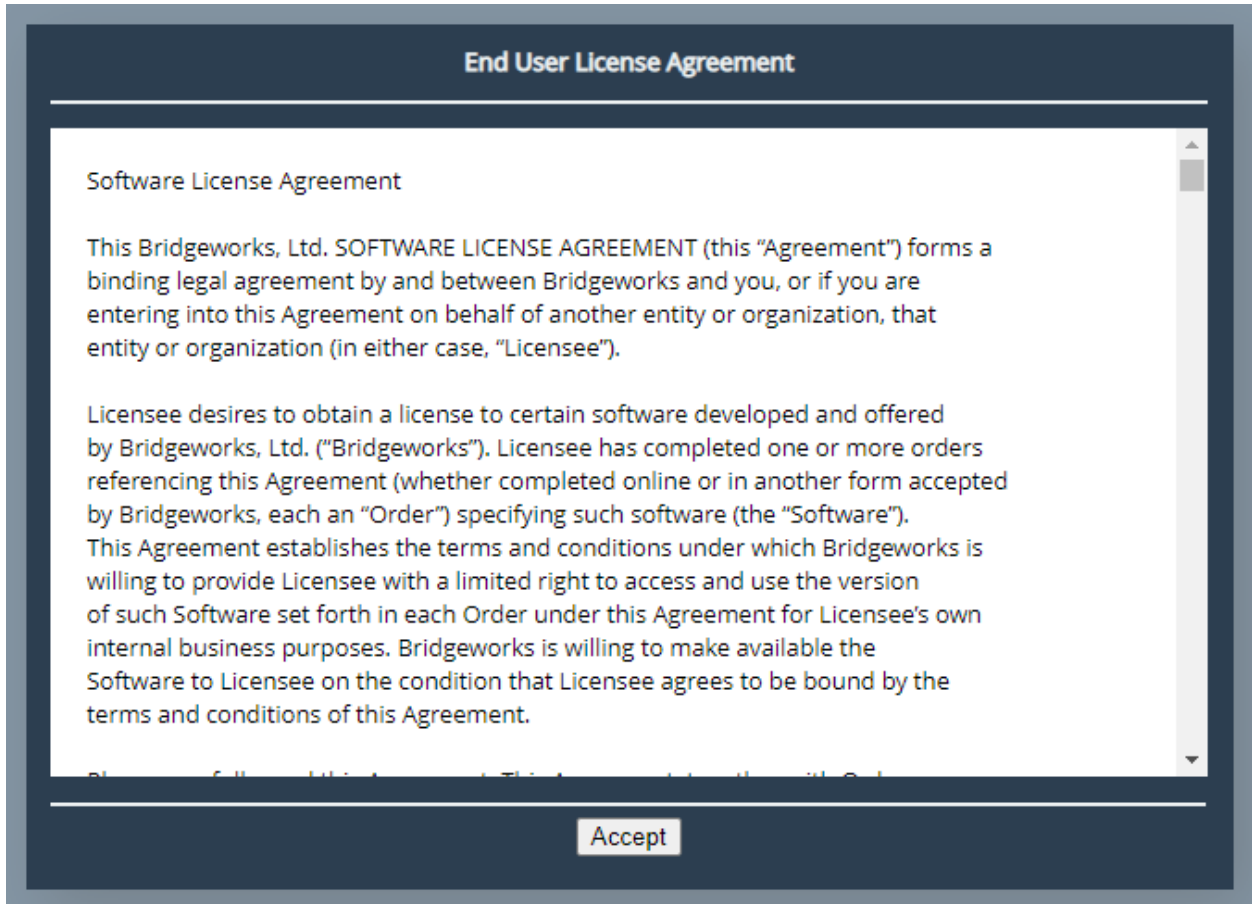 End User License Agreement
Software License Agreement
This Bridgeworks, Ltd. SOFTWARE LICENSE AGREEMENT (this “Agreement”) forms a
binding legal agreement by and between Bridgeworks and you, or if you are
entering into this Agreement on behalf of another entity or organization, that
entity or organization (in either case, “Licensee”).
Licensee desires to obtain a license to certain software developed and offered
by Bridgeworks, Ltd. (“Bridgeworks”). Licensee has completed one or more orders
referencing this Agreement (whether completed online or in another form accepted
by Bridgeworks, each an “Order”) specifying such software (the “Software”).
This Agreement establishes the terms and conditions under which Bridgeworks is
willing to provide Licensee with a limited right to access and use the version
of such Software set forth in each Order under this Agreement for Licensee’s own
internal business purposes. Bridgeworks is willing to make available the
Software to Licensee on the condition that Licensee agrees to be bound by the
terms and conditions of this Agreement.
Accept